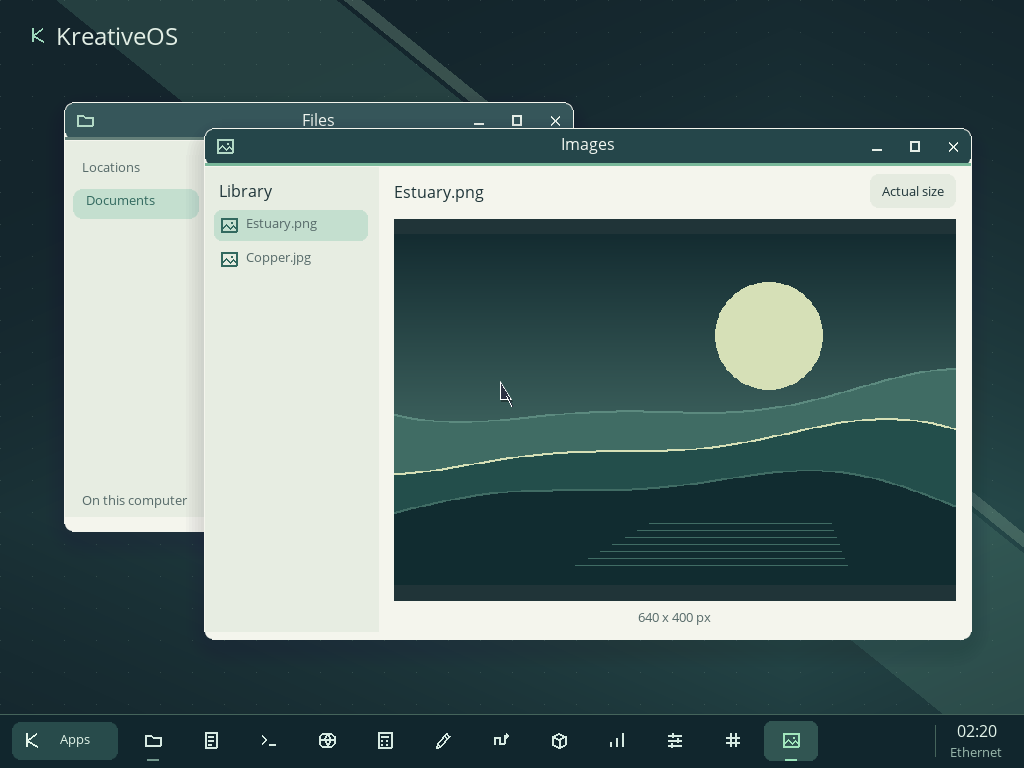 KreativeOS
Files
Locations
Documents
On this computer
Images
Library
Estuary.png
Copper.jpg
Estuary.png
Actual size
640 x 400 px
Apps
02:20
Ethernet